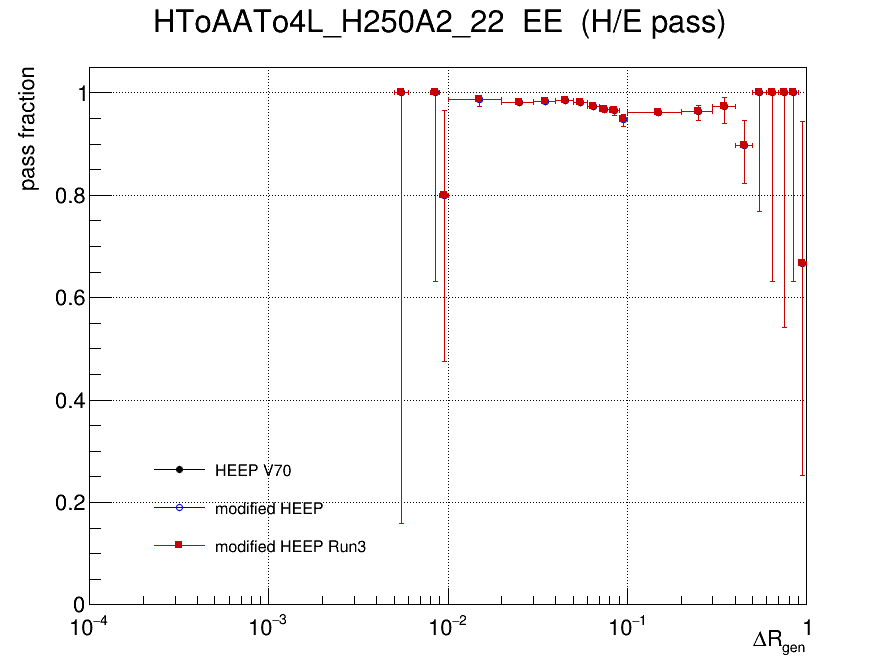 HToAATo4L_H250A2_22 EE (H/E pass)
pass fraction
1
0.8
0.6
0.4
0.2
0
HEEP V70
modified HEEP
modified HEEP Run3
10⁻⁴ 10⁻³ 10⁻² 10⁻¹ 1
ΔR_gen